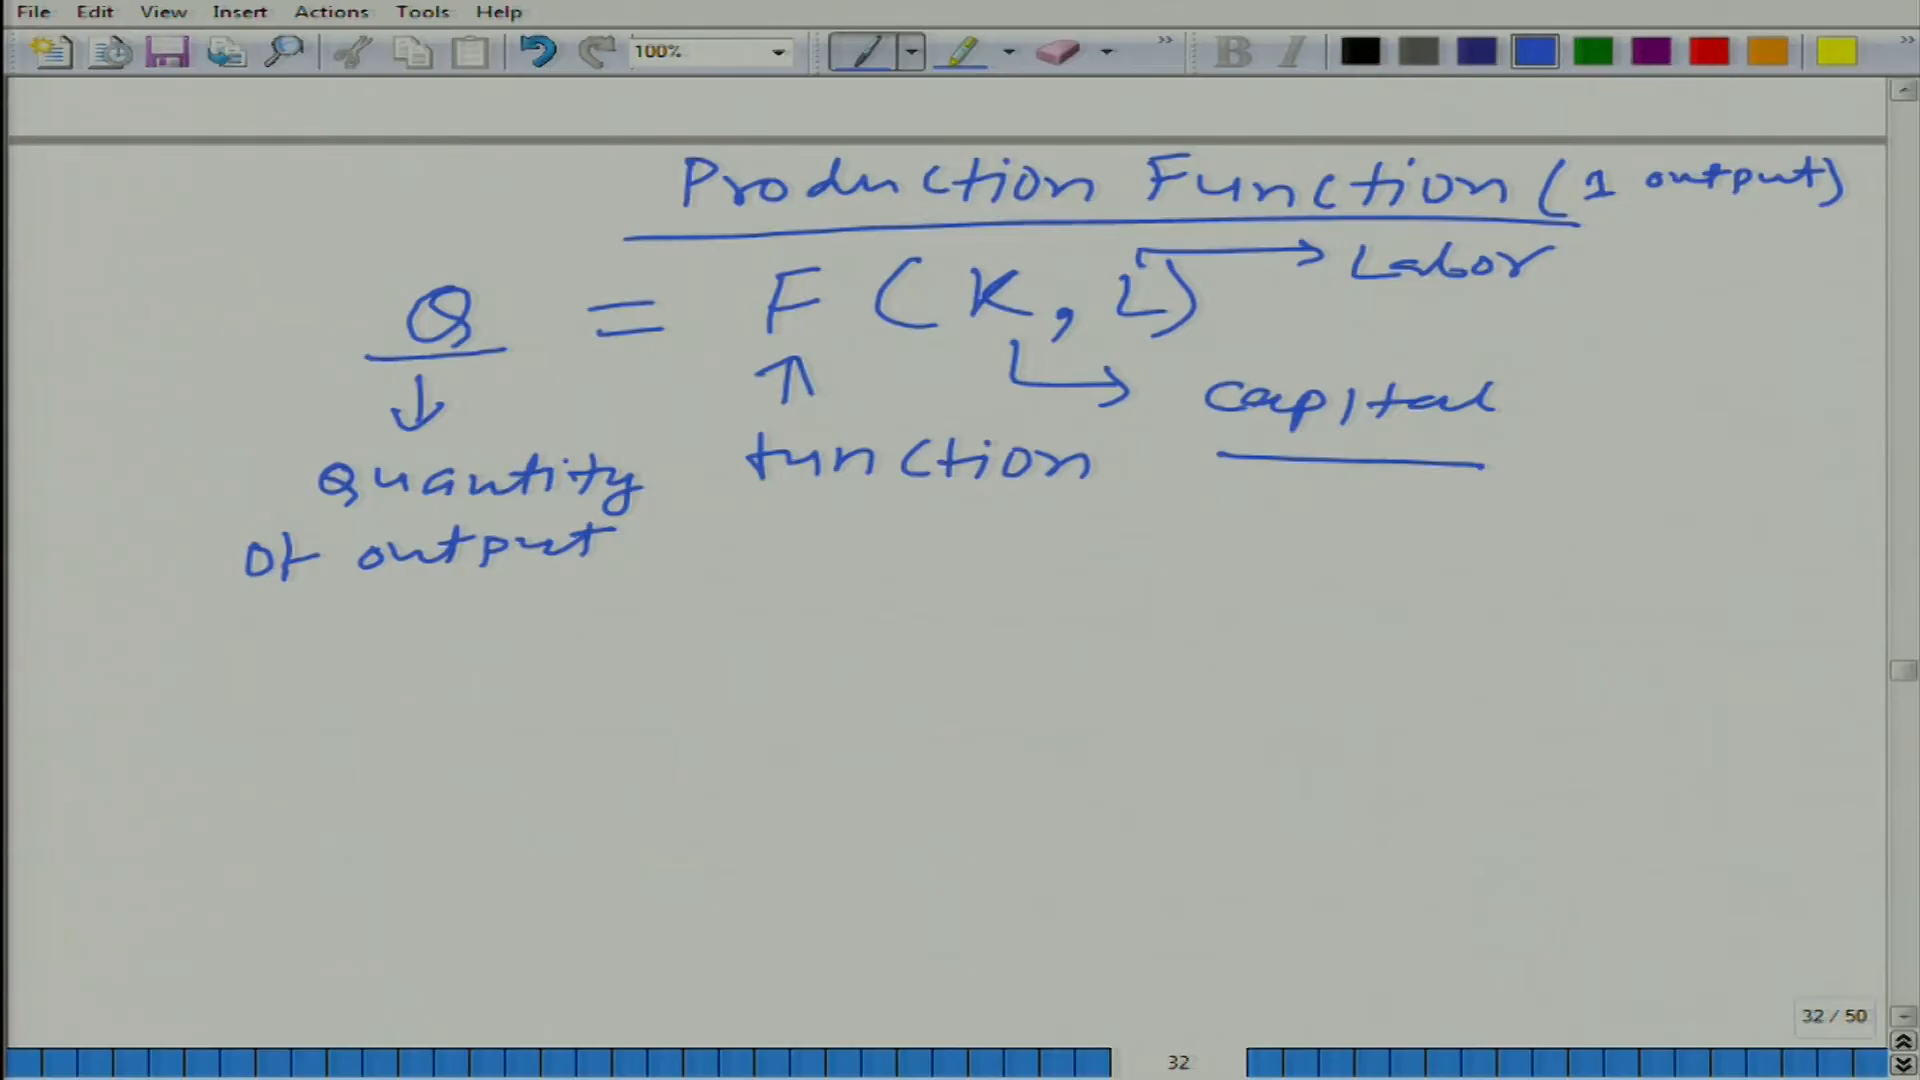 File Edit View Insert Actions Tools Help
100%
B I
Production Function (1 output)
Q = F (K, L) → Labor
capital
function
Quantity
of output
32 / 50
32